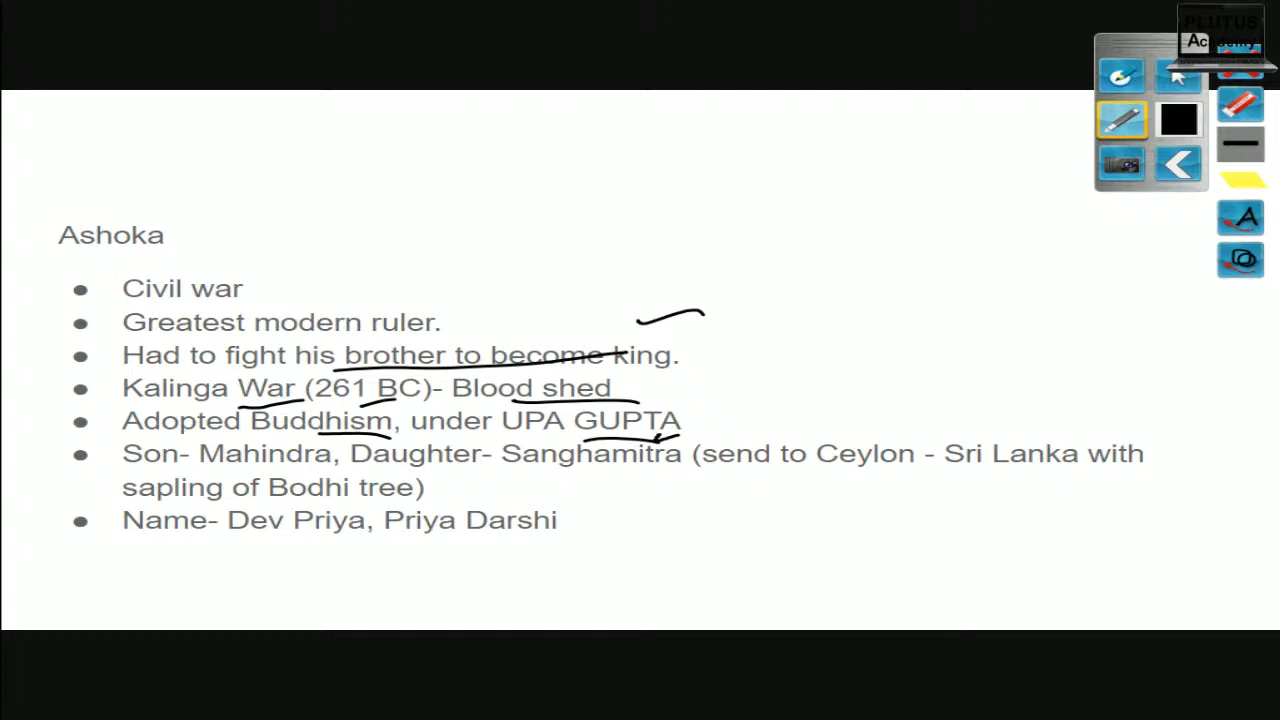 PLUTUS
Academy
Ashoka
● Civil war
● Greatest modern ruler.
● Had to fight his brother to become king.
● Kalinga War (261 BC)- Blood shed
● Adopted Buddhism, under UPA GUPTA
● Son- Mahindra, Daughter- Sanghamitra (send to Ceylon - Sri Lanka with
sapling of Bodhi tree)
● Name- Dev Priya, Priya Darshi
A